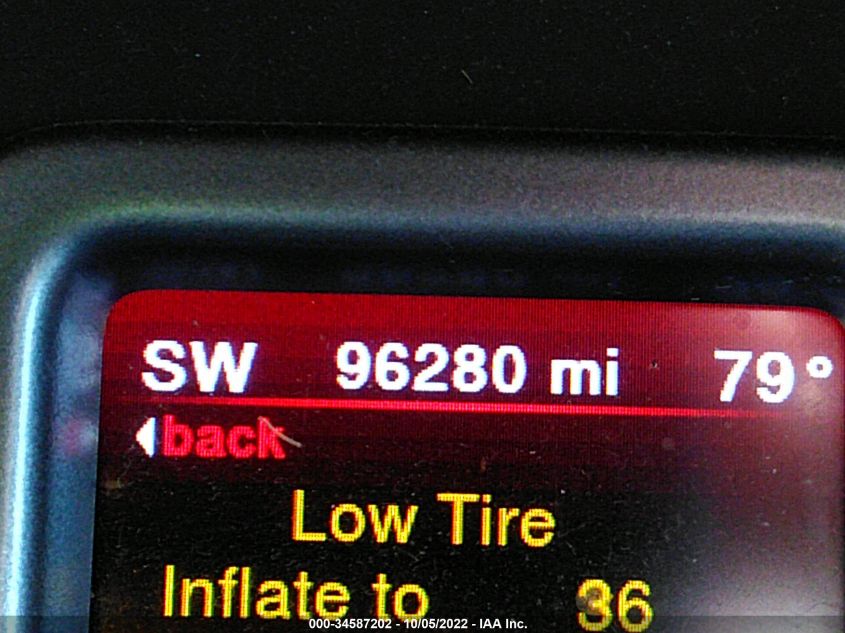 SW 96280 mi 79°
back
Low Tire
Inflate to 36
000-34587202 - 10/05/2022 - IAA Inc.